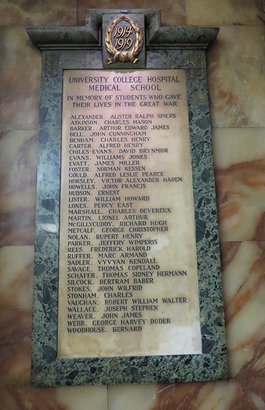 1914
1919
UNIVERSITY COLLEGE HOSPITAL
MEDICAL SCHOOL
IN MEMORY OF STUDENTS WHO GAVE
THEIR LIVES IN THE GREAT WAR
ALEXANDER. ALISTER RALPH SPIERS
ATKINSON. CHARLES MASON
BARKER. ARTHUR EDWARD JAMES
BELL. JOHN CUNNINGHAM
BENHAM. CHARLES HENRY
CARTER. ALFRED HENRY
CHILES-EVANS. DAVID BRYNMOR
EVANS. WILLIAMS JONES
EVATT. JAMES MILLER
FOSTER. NORMAN KESSEN
GOULD. ALFRED LESLIE PEARCE
HORSLEY. VICTOR ALEXANDER HADEN
HOWELLS. JOHN FRANCIS
HUDSON. ERNEST
LISTER. WILLIAM HOWARD
LONES. PERCY EAST
MARSHALL. CHARLES DEVEREUX
MARTIN. LIONEL ARTHUR
McGILLYCUDDY. RICHARD HUGH
METCALF. GEORGE CHRISTOPHER
NOLAN. RUPERT HENRY
PARKER. JEFFERY WIMPERIS
REES. FREDERICK HAROLD
RUFFER. MARC ARMAND
SADLER. VYVYAN KENDALL
SAVAGE. THOMAS COPELAND
SCHAFER. THOMAS SIDNEY HERMANN
SILCOCK. BERTRAM BABER
STOKES. JOHN WILFRID
STONHAM. CHARLES
VAUGHAN. ROBERT WILLIAM WALTER
WALLACE. JOSEPH STEPHEN
WEAVER. JOHN JAMES
WEBB. GEORGE HARVEY DUDER
WOODHOUSE. BERNARD